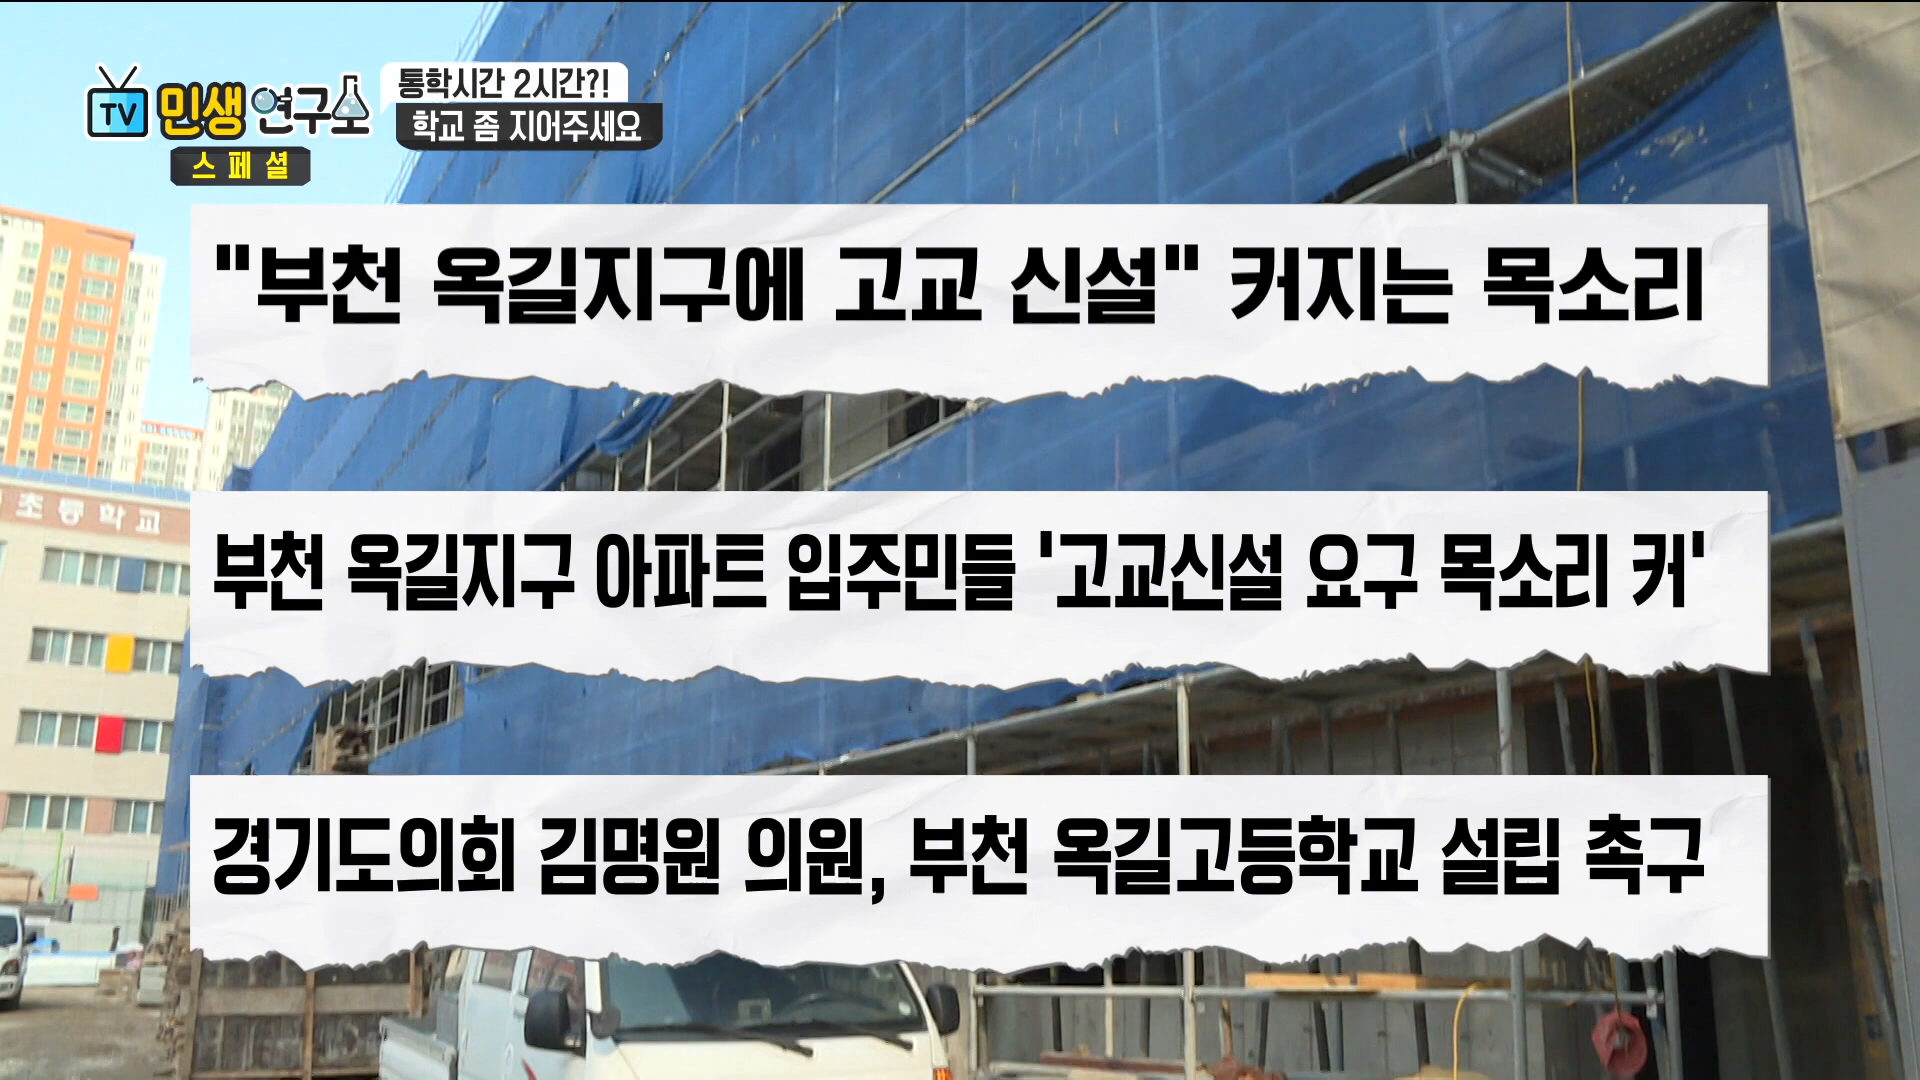 TV 민생연구소
스페셜
통학시간 2시간?!
학교 좀 지어주세요
"부천 옥길지구에 고교 신설" 커지는 목소리
초등학교
부천 옥길지구 아파트 입주민들 '고교신설 요구 목소리 커'
경기도의회 김명원 의원, 부천 옥길고등학교 설립 촉구